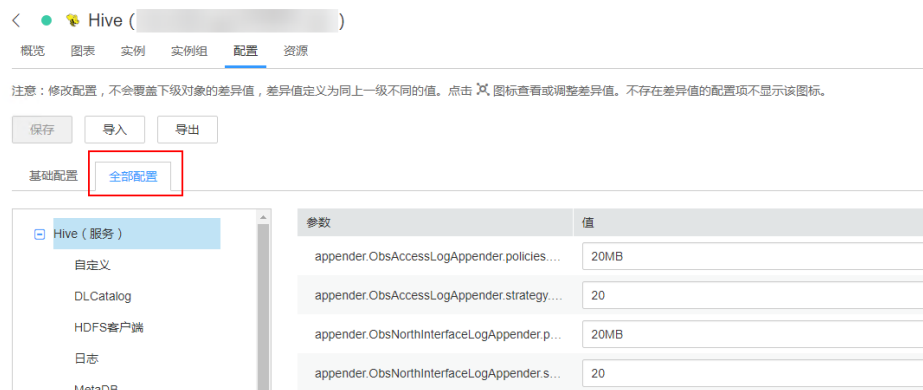 Hive ( )
概览 图表 实例 实例组 配置 资源
注意：修改配置，不会覆盖下级对象的差异值，差异值定义为同上一级不同的值。点击 图标查看或调整差异值。不存在差异值的配置项不显示该图标。
保存 导入 导出
基础配置 全部配置
Hive（服务）
自定义
DLCatalog
HDFS客户端
日志
MetaDB
参数 值
appender.ObsAccessLogAppender.policies.... 20MB
appender.ObsAccessLogAppender.strategy.... 20
appender.ObsNorthInterfaceLogAppender.p... 20MB
appender.ObsNorthInterfaceLogAppender.s... 20